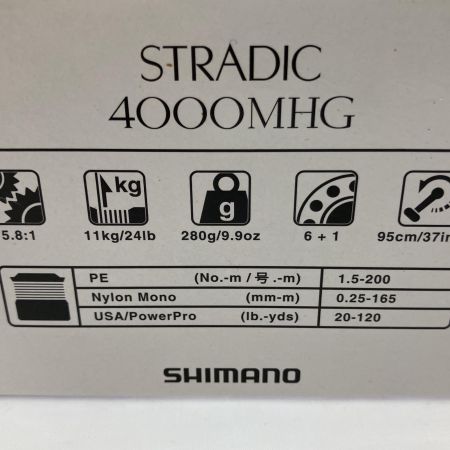 STRADIC
4000MHG
kg
g
5.8:1 11kg/24lb 280g/9.9oz 6 + 1 95cm/37in
PE (No.-m / 号.-m) 1.5-200
Nylon Mono (mm-m) 0.25-165
USA/PowerPro (lb.-yds) 20-120
SHIMANO